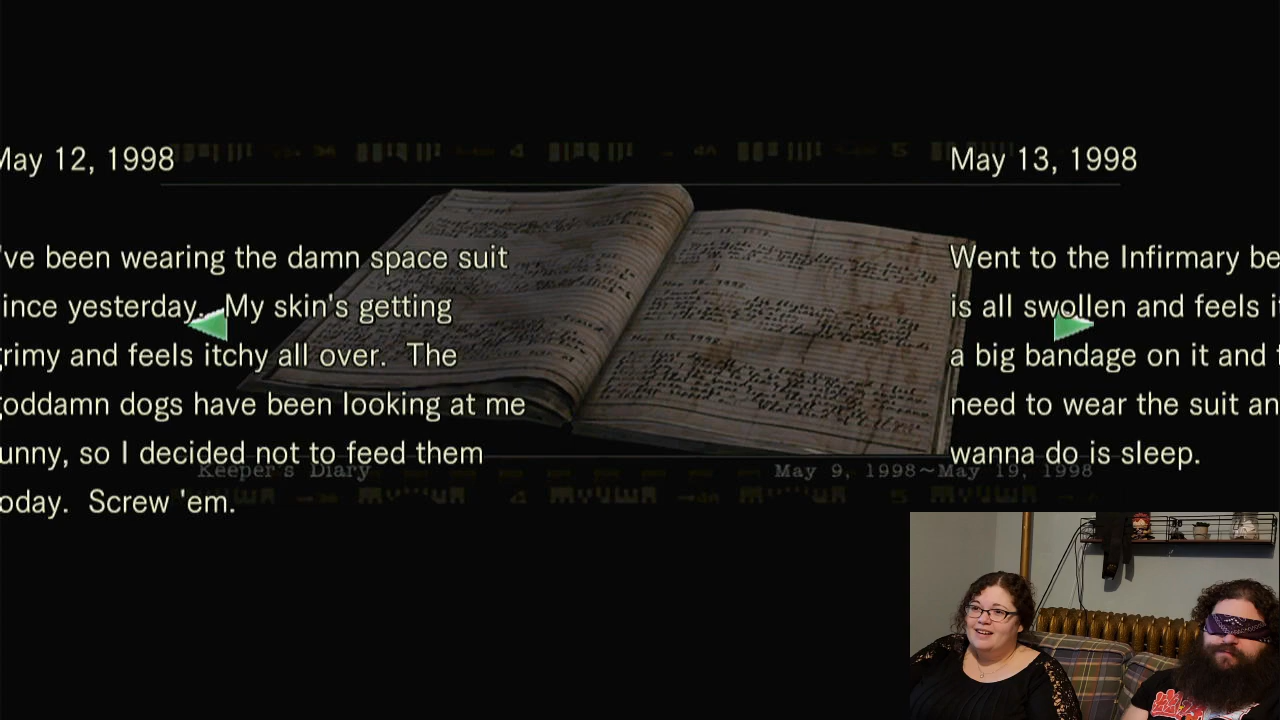 May 12, 1998
've been wearing the damn space suit
ince yesterday. My skin's getting
rimy and feels itchy all over. The
oddamn dogs have been looking at me
unny, so I decided not to feed them
oday. Screw 'em.
May 13, 1998
Went to the Infirmary be
is all swollen and feels i
a big bandage on it and
need to wear the suit an
wanna do is sleep.
Keeper's Diary
May 9, 1998~May 19, 1998